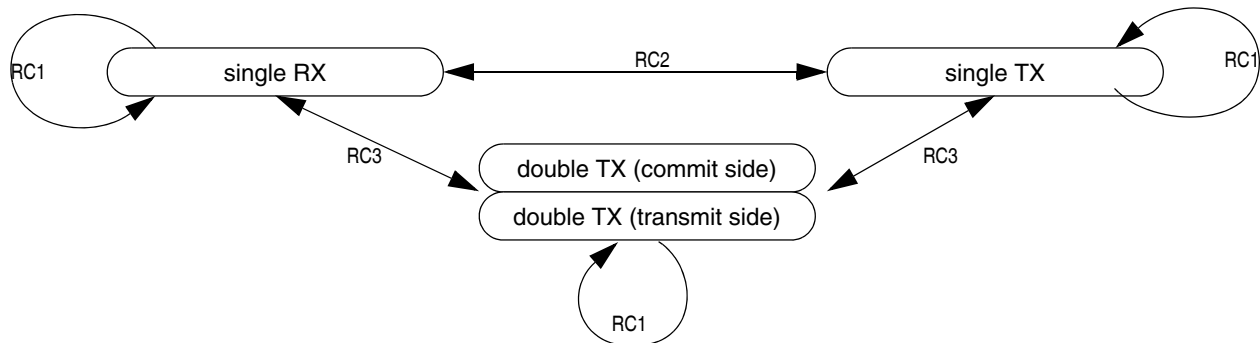 RC2
RC1
single RX
single TX
RC1
RC3
RC3
double TX (commit side)
double TX (transmit side)
RC1